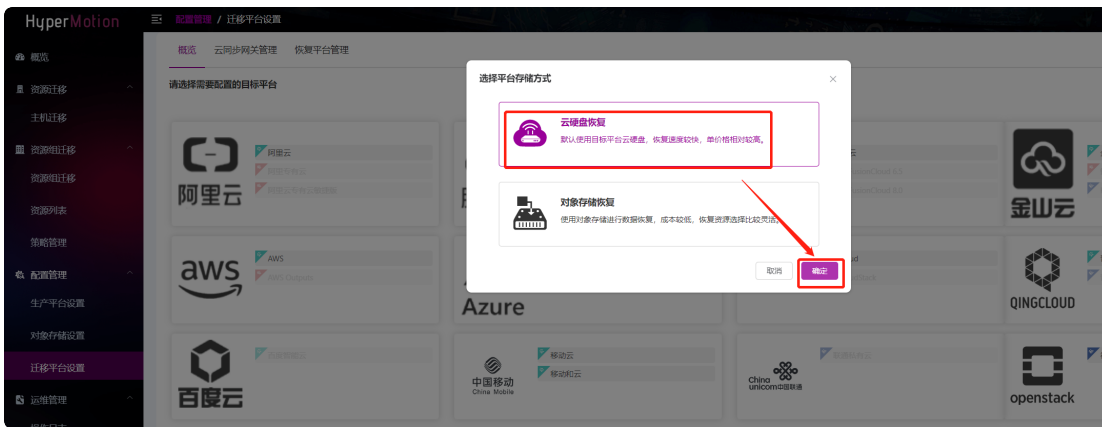 HyperMotion
配置管理 / 迁移平台设置
概览
资源迁移
主机迁移
资源组迁移
资源组迁移
资源列表
策略管理
配置管理
生产平台设置
对象存储设置
迁移平台设置
运维管理
操作日志
概览 云同步网关管理 恢复平台管理
请选择需要配置的目标平台
选择平台存储方式
云硬盘恢复
默认使用目标平台云硬盘，恢复速度较快，单价格相对较高。
对象存储恢复
使用对象存储进行数据恢复，成本较低，恢复资源选择比较灵活。
取消 确定
阿里云
阿里云
金山云
aws
AWS
AWS Outposts
Azure
QINGCLOUD
百度云
中国移动
China Mobile
移动云
移动和云
China
unicom中国联通
openstack